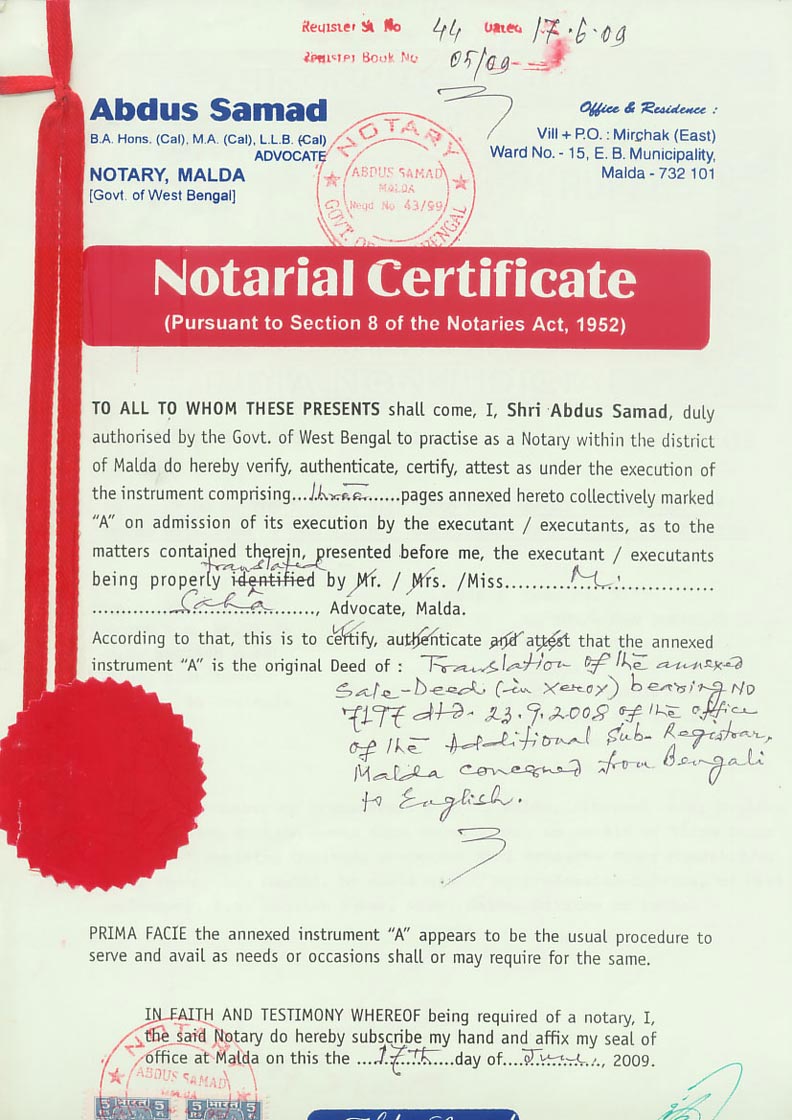 Register Sl No 44 Dated 17.6.09
Register Book No 05/09
Abdus Samad
B.A. Hons. (Cal), M.A. (Cal), L.L.B. (Cal)
ADVOCATE
NOTARY, MALDA
[Govt. of West Bengal]
NOTARY
ABDUS SAMAD
MALDA
Regd No 43/99
GOVT. OF BENGAL
Office & Residence :
Vill + P.O. : Mirchak (East)
Ward No. - 15, E. B. Municipality,
Malda - 732 101
Notarial Certificate
(Pursuant to Section 8 of the Notaries Act, 1952)
TO ALL TO WHOM THESE PRESENTS shall come, I, Shri Abdus Samad, duly
authorised by the Govt. of West Bengal to practise as a Notary within the district
of Malda do hereby verify, authenticate, certify, attest as under the execution of
the instrument comprising...three......pages annexed hereto collectively marked
“A” on admission of its execution by the executant / executants, as to the
matters contained therein, presented before me, the executant / executants
translated
being properly identified by Mr. / Mrs. /Miss............M.................
..............Saha.........., Advocate, Malda.
According to that, this is to certify, authenticate and attest that the annexed
instrument “A” is the original Deed of : Translation of the annexed
Sale-Deed (in Xerox) bearing No
7197 dtd. 23.9.2008 of the office
of the Additional Sub-Registrar,
Malda concerned from Bengali
to English.
PRIMA FACIE the annexed instrument “A” appears to be the usual procedure to
serve and avail as needs or occasions shall or may require for the same.
IN FAITH AND TESTIMONY WHEREOF being required of a notary, I,
the said Notary do hereby subscribe my hand and affix my seal of
office at Malda on this the ....17th....day of...June..., 2009.
NOTARY
ABDUS SAMAD